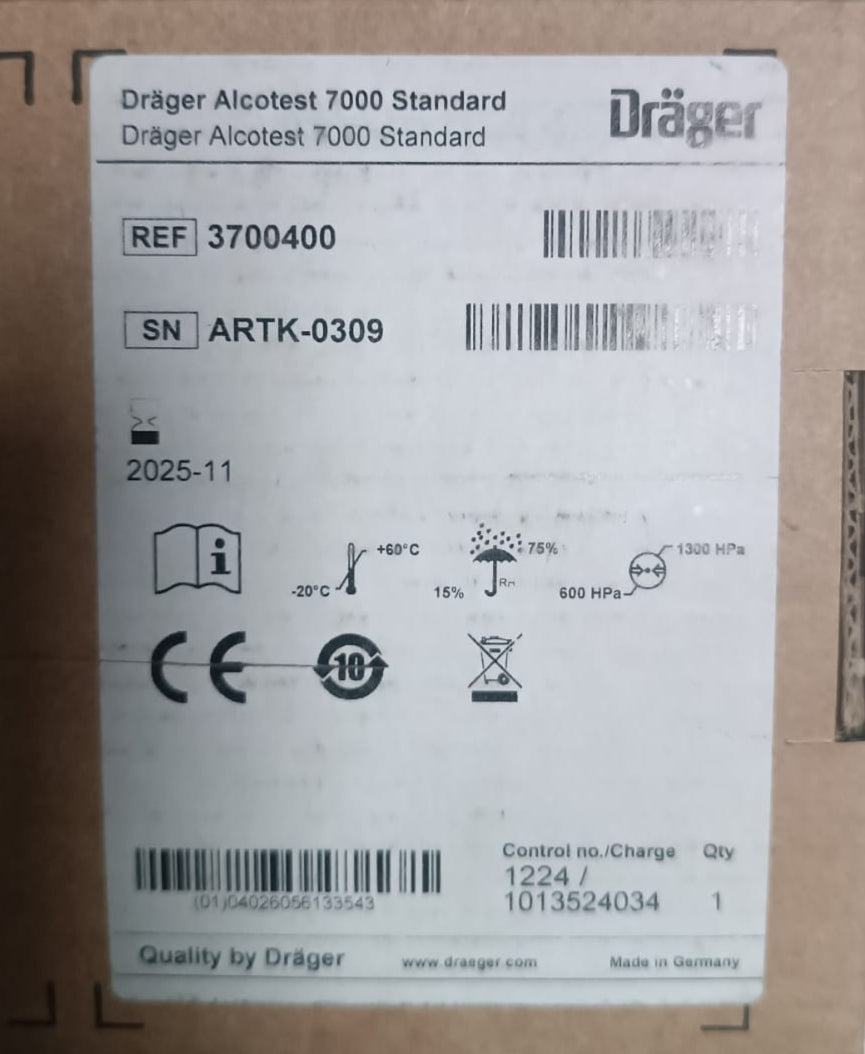 Dräger Alcotest 7000 Standard
Dräger Alcotest 7000 Standard
Dräger
REF 3700400
SN ARTK-0309
2025-11
i
+60°C
-20°C
75%
15%
RH
1300 HPa
600 HPa
CE
10
(01)04026056133543
Control no./Charge Qty
1224 /
1013524034 1
Quality by Dräger www.draeger.com Made in Germany